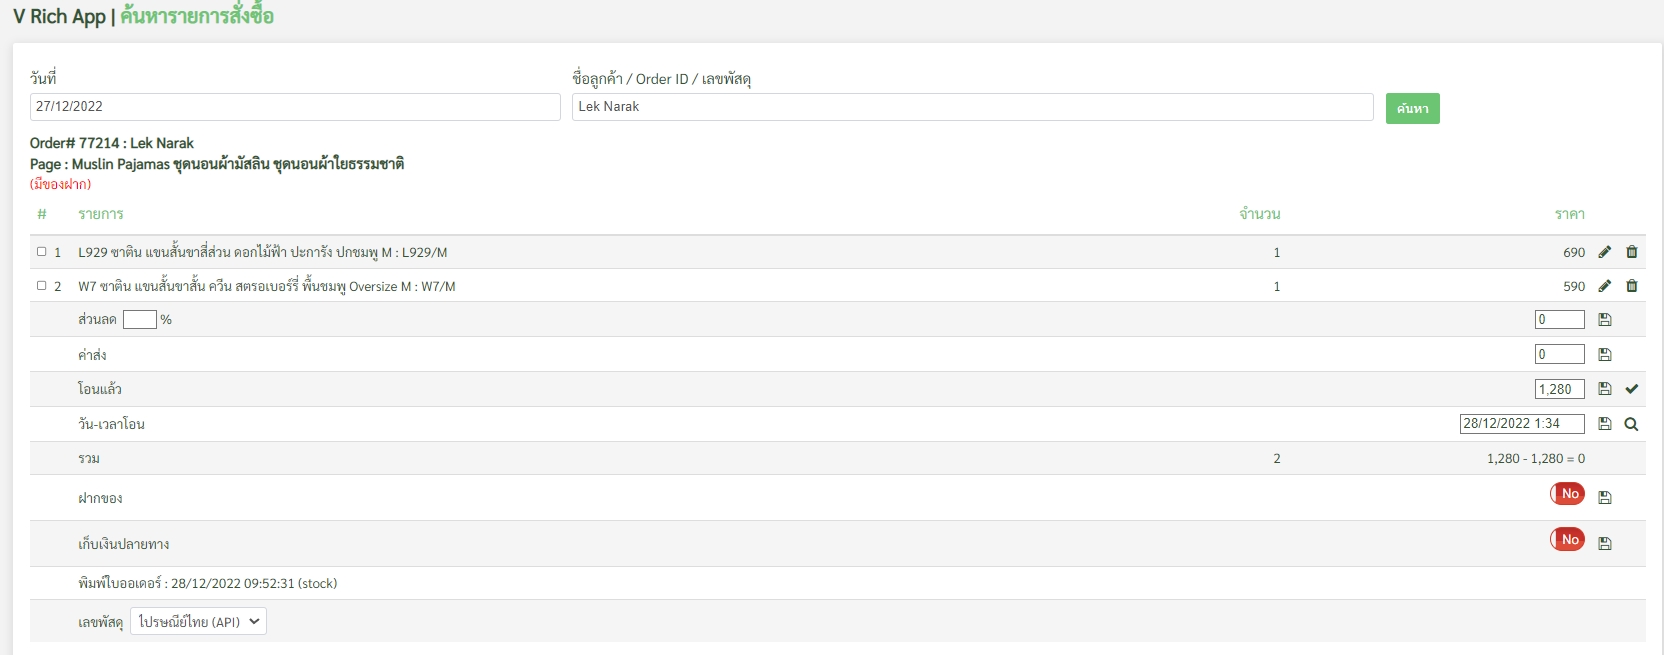 V Rich App | ค้นหารายการสั่งซื้อ
วันที่ ชื่อลูกค้า / Order ID / เลขพัสดุ
27/12/2022 Lek Narak ค้นหา
Order# 77214 : Lek Narak
Page : Muslin Pajamas ชุดนอนผ้ามัสลิน ชุดนอนผ้าใยธรรมชาติ
(มีของฝาก)
# รายการ จำนวน ราคา
1 L929 ซาติน แขนสั้นขาสี่ส่วน ดอกไม้ฟ้า ปะการัง ปกชมพู M : L929/M 1 690
2 W7 ซาติน แขนสั้นขาสั้น ควีน สตรอเบอร์รี่ พื้นชมพู Oversize M : W7/M 1 590
ส่วนลด % 0
ค่าส่ง 0
โอนแล้ว 1,280
วัน-เวลาโอน 28/12/2022 1:34
รวม 2 1,280 - 1,280 = 0
ฝากของ No
เก็บเงินปลายทาง No
พิมพ์ใบออเดอร์ : 28/12/2022 09:52:31 (stock)
เลขพัสดุ ไปรษณีย์ไทย (API)